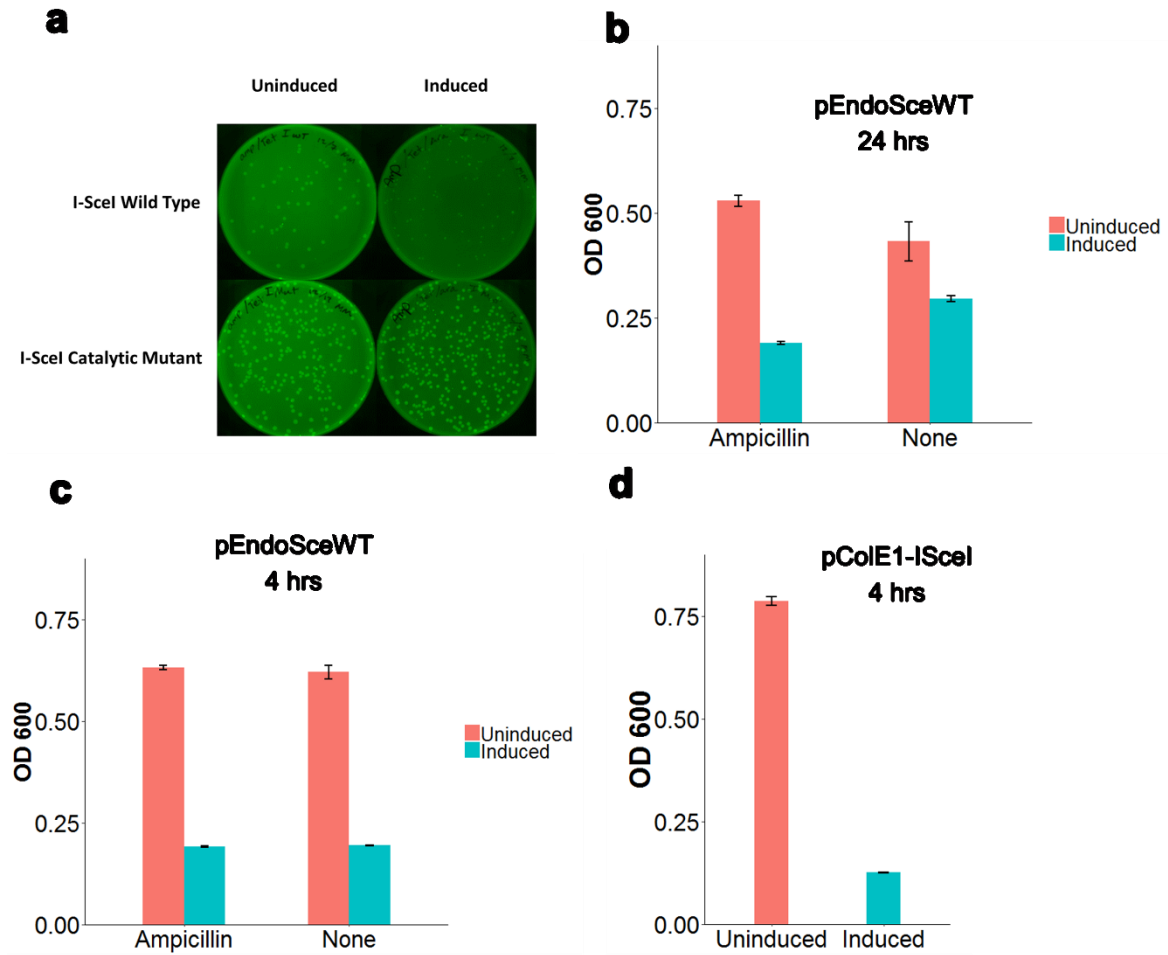 a
Uninduced Induced
I-SceI Wild Type
I-SceI Catalytic Mutant
b
pEndoSceWT
24 hrs
OD 600
0.75
0.50
0.25
0.00
Ampicillin None
Uninduced
Induced
c
pEndoSceWT
4 hrs
OD 600
0.75
0.50
0.25
0.00
Ampicillin None
Uninduced
Induced
d
pColE1-ISceI
4 hrs
OD 600
0.75
0.50
0.25
0.00
Uninduced Induced